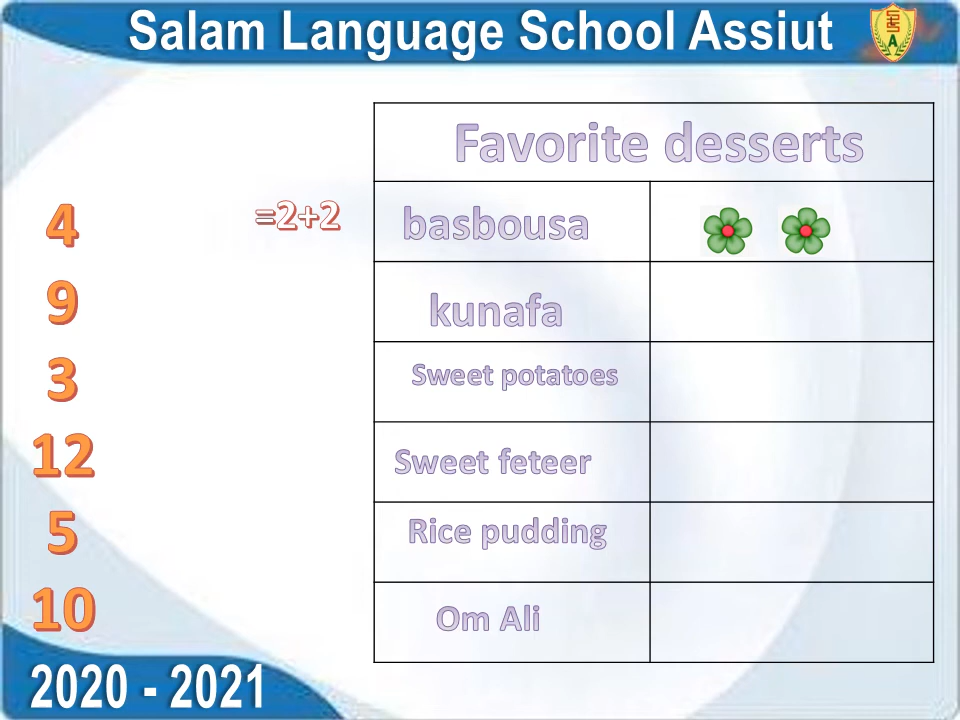 Salam Language School Assiut
Favorite desserts
4 =2+2 basbousa
9 kunafa
3 Sweet potatoes
12 Sweet feteer
5 Rice pudding
10 Om Ali
2020 - 2021